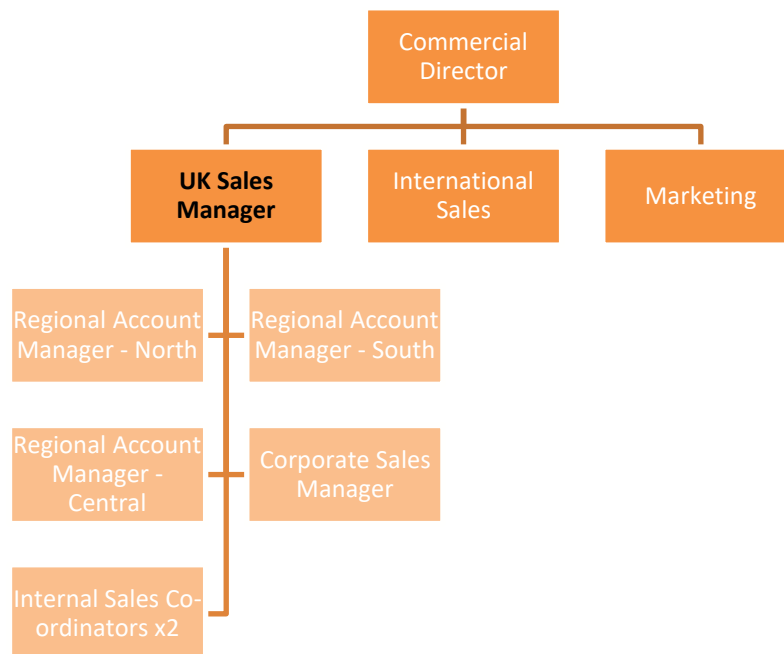 Commercial
Director
UK Sales
Manager
International
Sales
Marketing
Regional Account
Manager - North
Regional Account
Manager - South
Regional Account
Manager -
Central
Corporate Sales
Manager
Internal Sales Co-
ordinators x2